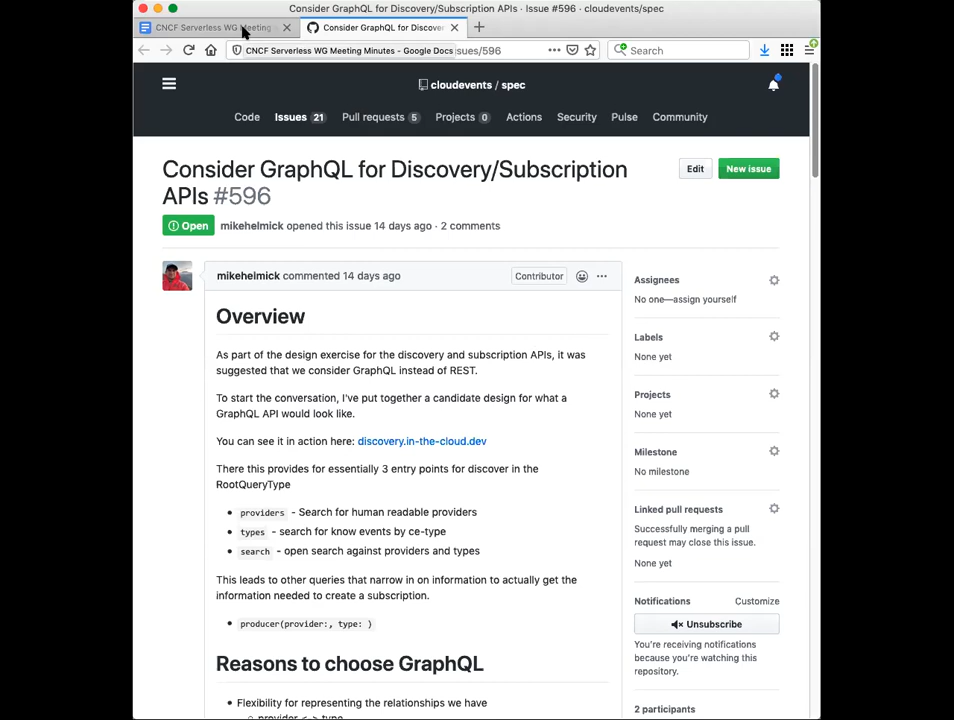 Consider GraphQL for Discovery/Subscription APIs · Issue #596 · cloudevents/spec
CNCF Serverless WG Meeting
Consider GraphQL for Discover
CNCF Serverless WG Meeting Minutes - Google Docs
sues/596
Search
cloudevents / spec
Code Issues 21 Pull requests 5 Projects 0 Actions Security Pulse Community
Consider GraphQL for Discovery/Subscription
APIs #596
Edit
New issue
Open
mikehelmick opened this issue 14 days ago · 2 comments
mikehelmick commented 14 days ago
Contributor
Overview
As part of the design exercise for the discovery and subscription APIs, it was
suggested that we consider GraphQL instead of REST.
To start the conversation, I've put together a candidate design for what a
GraphQL API would look like.
You can see it in action here: discovery.in-the-cloud.dev
There this provides for essentially 3 entry points for discover in the
RootQueryType
• providers - Search for human readable providers
• types - search for know events by ce-type
• search - open search against providers and types
This leads to other queries that narrow in on information to actually get the
information needed to create a subscription.
• producer(provider:, type: )
Reasons to choose GraphQL
• Flexibility for representing the relationships we have
provider <-> type
Assignees
No one—assign yourself
Labels
None yet
Projects
None yet
Milestone
No milestone
Linked pull requests
Successfully merging a pull
request may close this issue.
None yet
Notifications
Customize
Unsubscribe
You're receiving notifications
because you're watching this
repository.
2 participants